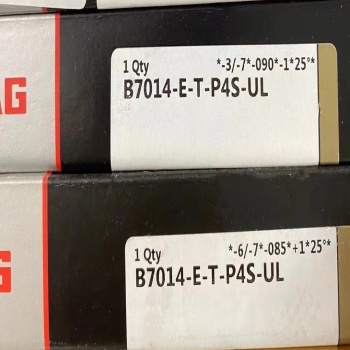 AG
1 Qty *-3/-7*-090*-1*25°*
B7014-E-T-P4S-UL
G
1 Qty *-6/-7*-085*+1*25°*
B7014-E-T-P4S-UL